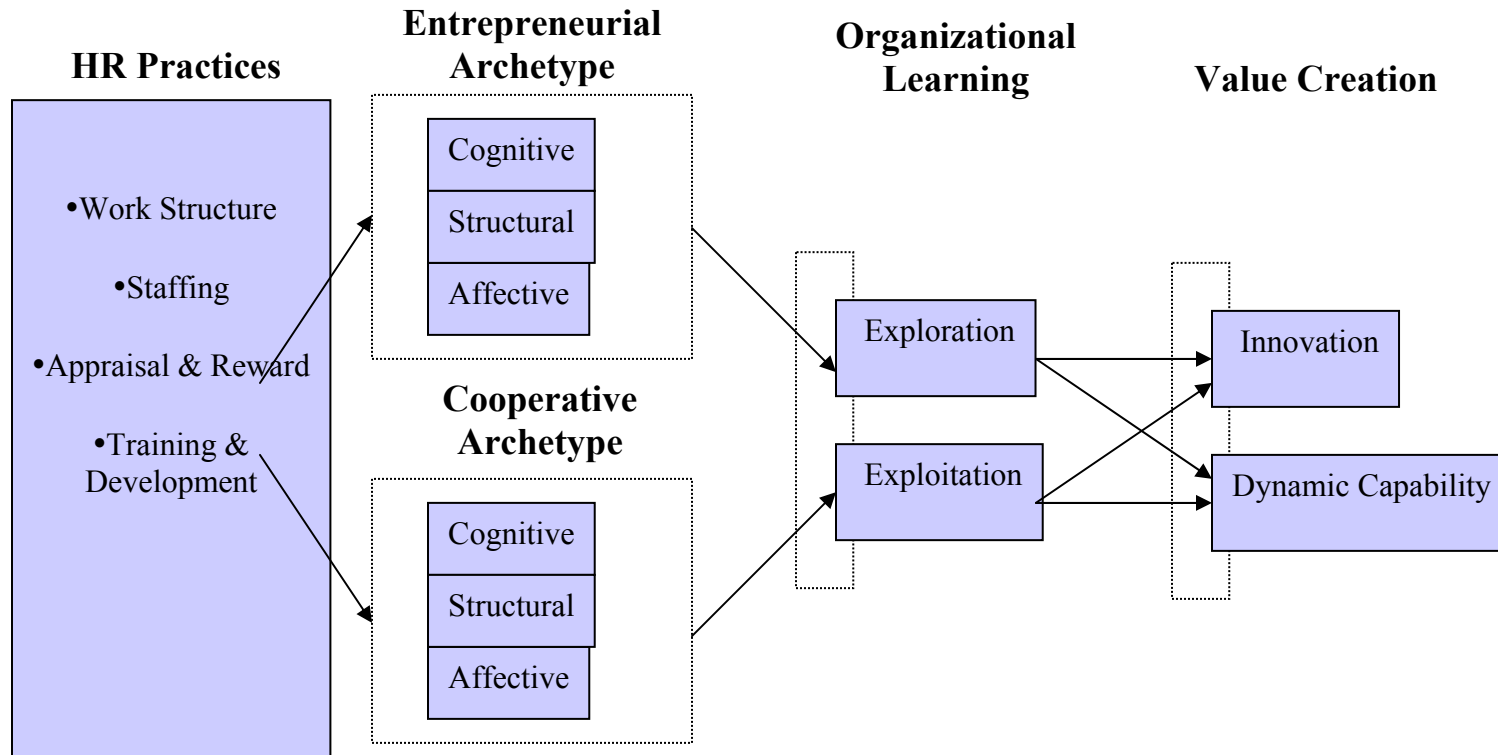 HR Practices
•Work Structure
•Staffing
•Appraisal & Reward
•Training &
Development
Entrepreneurial
Archetype
Cognitive
Structural
Affective
Cooperative
Archetype
Cognitive
Structural
Affective
Organizational
Learning
Exploration
Exploitation
Value Creation
Innovation
Dynamic Capability